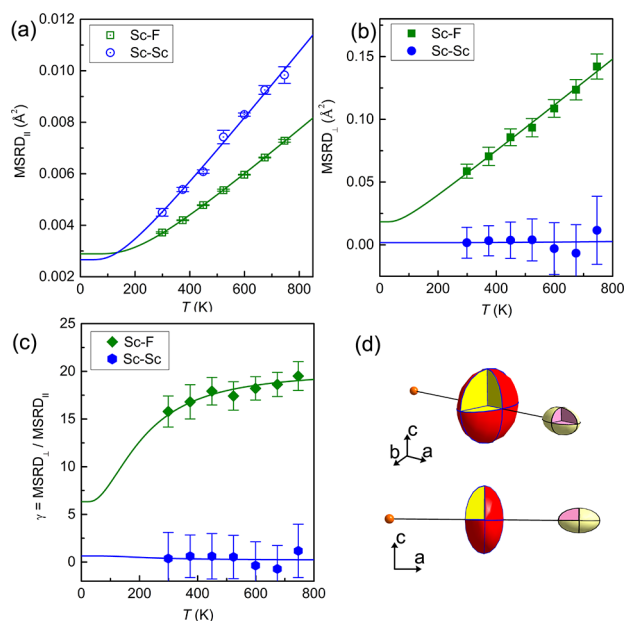 (a)
Sc-F
Sc-Sc
MSRD|| (Å²)
0.012
0.010
0.008
0.006
0.004
0.002
0 200 400 600 800
T (K)
(b)
Sc-F
Sc-Sc
MSRD⊥ (Å²)
0.15
0.10
0.05
0.00
0 200 400 600 800
T (K)
(c)
Sc-F
Sc-Sc
γ = MSRD⊥ / MSRD||
25
20
15
10
5
0
0 200 400 600 800
T (K)
(d)
c
b a
c
a